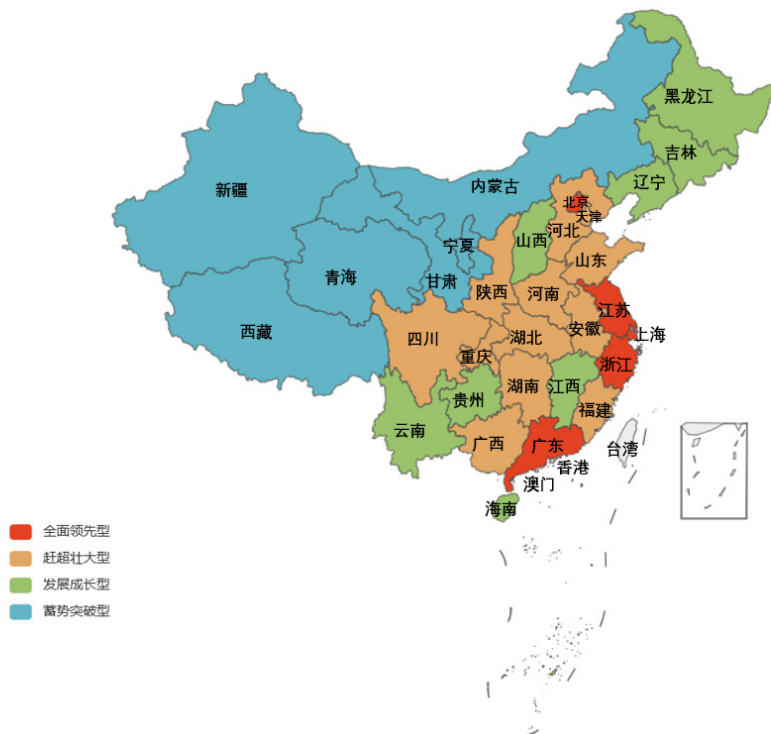 黑龙江
吉林
辽宁
新疆
内蒙古
北京
天津
河北
山西
宁夏
山东
青海
甘肃
陕西
河南
江苏
西藏
安徽
上海
四川
湖北
重庆
浙江
湖南
江西
贵州
福建
云南
广西
广东
台湾
香港
澳门
海南
全面领先型
赶超壮大型
发展成长型
蓄势突破型